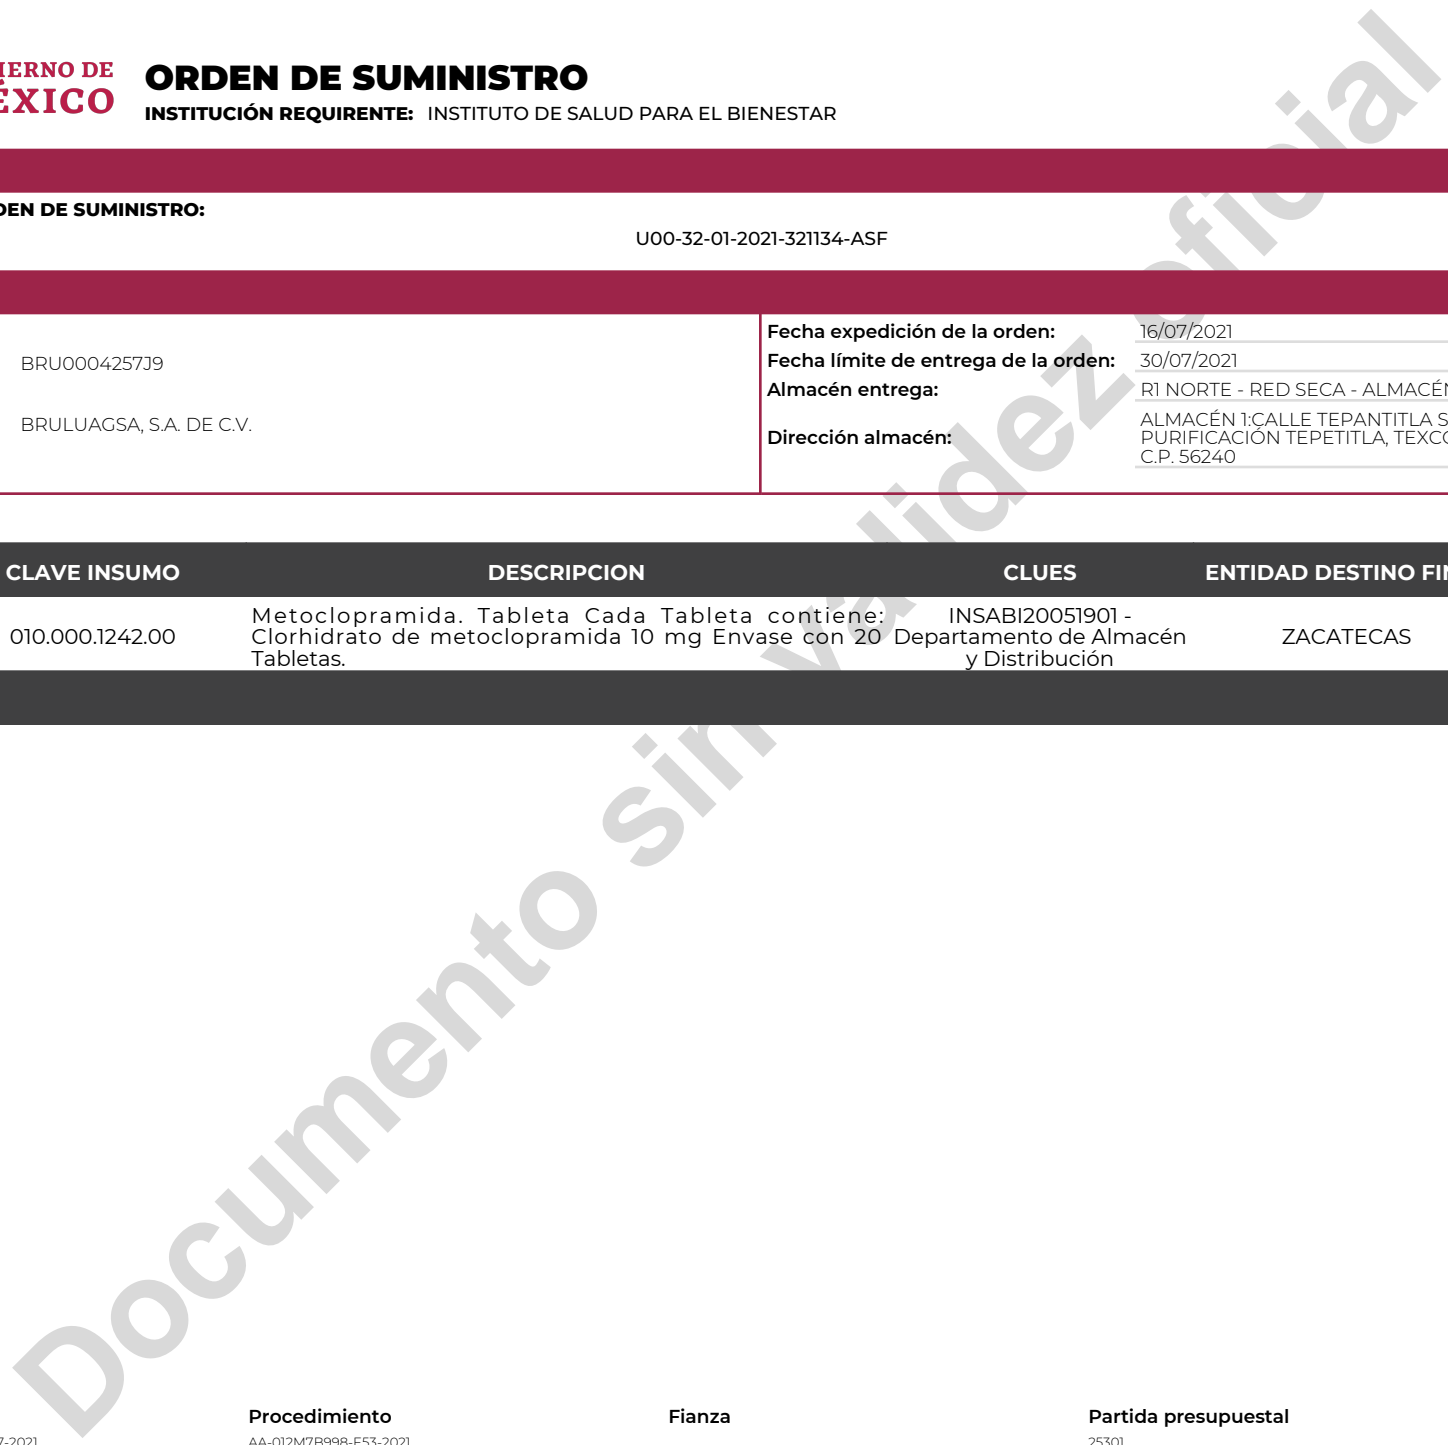 IERNO DE
ÉXICO
ORDEN DE SUMINISTRO
INSTITUCIÓN REQUIRENTE: INSTITUTO DE SALUD PARA EL BIENESTAR
DEN DE SUMINISTRO:
U00-32-01-2021-321134-ASF
BRU0004257J9
BRULUAGSA, S.A. DE C.V.
Fecha expedición de la orden: 16/07/2021
Fecha límite de entrega de la orden: 30/07/2021
Almacén entrega: R1 NORTE - RED SECA - ALMACÉN
Dirección almacén:
ALMACÉN 1:CALLE TEPANTITLA S
PURIFICACIÓN TEPETITLA, TEXCO
C.P. 56240
CLAVE INSUMO DESCRIPCION CLUES ENTIDAD DESTINO FIN
010.000.1242.00
Metoclopramida. Tableta Cada Tableta contiene:
Clorhidrato de metoclopramida 10 mg Envase con 20
Tabletas.
INSABI20051901 -
Departamento de Almacén
y Distribución
ZACATECAS
Documento sin validez oficial
Procedimiento Fianza Partida presupuestal
7-2021 AA-012M7B998-E53-2021 25301